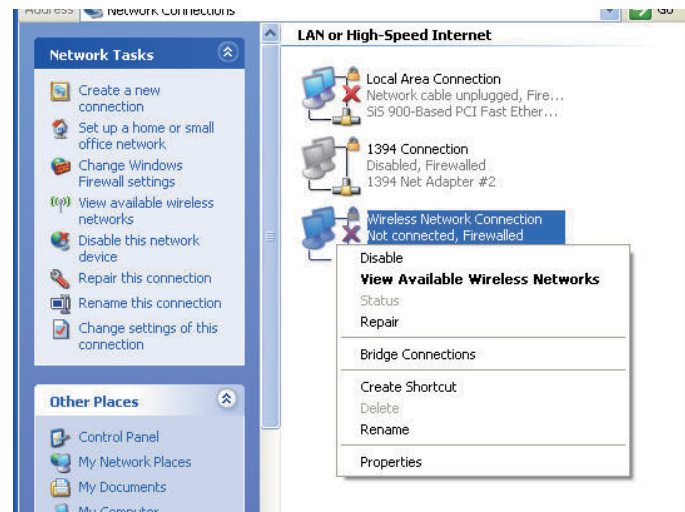 Address Network Connections Go
Network Tasks
Create a new
connection
Set up a home or small
office network
Change Windows
Firewall settings
View available wireless
networks
Disable this network
device
Repair this connection
Rename this connection
Change settings of this
connection
Other Places
Control Panel
My Network Places
My Documents
My Computer
LAN or High-Speed Internet
Local Area Connection
Network cable unplugged, Fire...
SiS 900-Based PCI Fast Ether...
1394 Connection
Disabled, Firewalled
1394 Net Adapter #2
Wireless Network Connection
Not connected, Firewalled
Disable
View Available Wireless Networks
Status
Repair
Bridge Connections
Create Shortcut
Delete
Rename
Properties